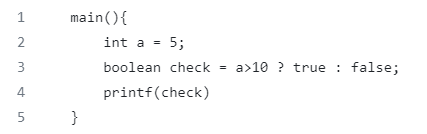 1 main(){
2 int a = 5;
3 boolean check = a>10 ? true : false;
4 printf(check)
5 }